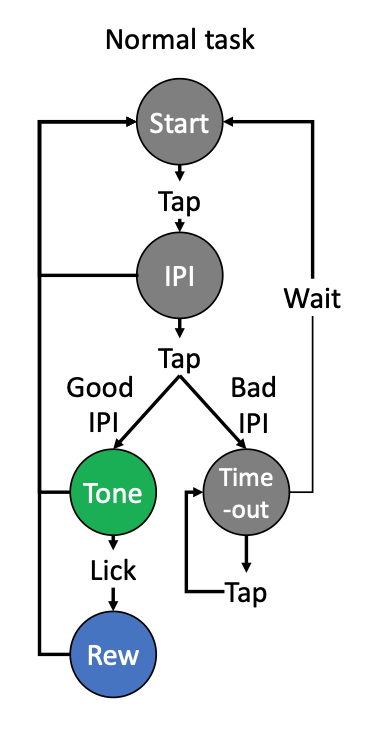 Normal task
Start
Tap
IPI
Wait
Tap
Good
IPI
Bad
IPI
Tone
Time
-out
Lick
Tap
Rew